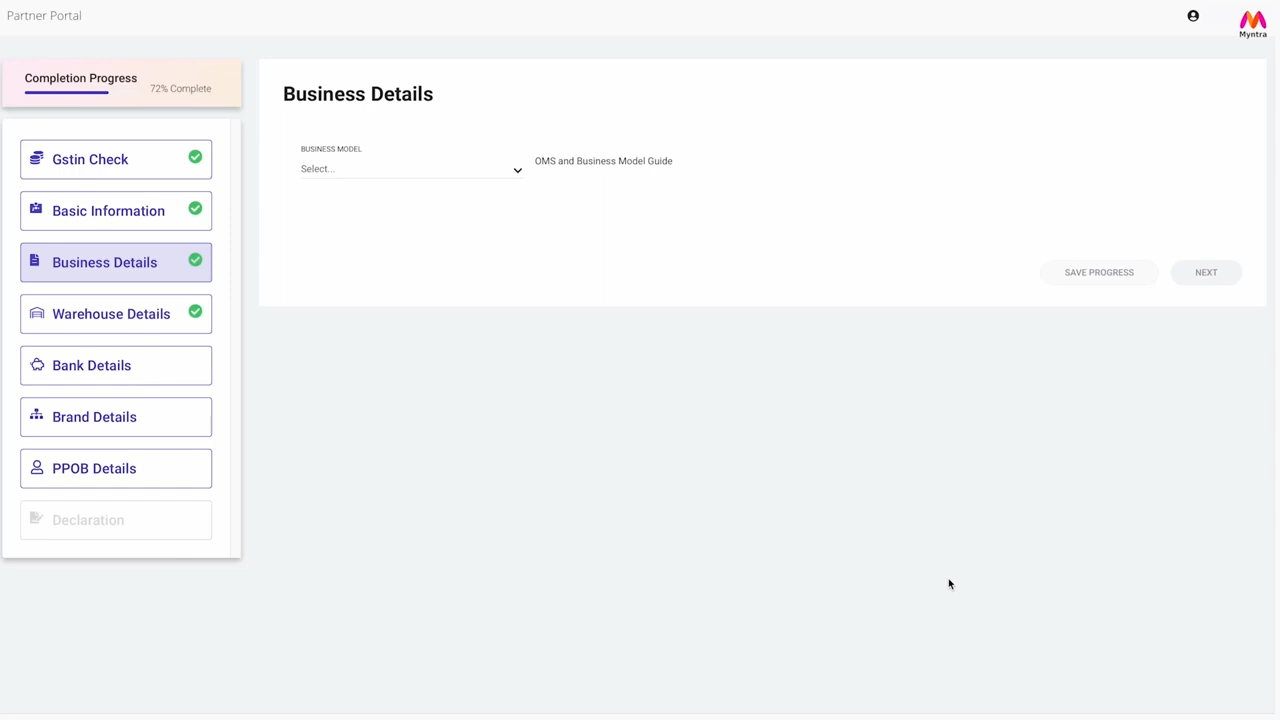 Partner Portal
Myntra
Completion Progress
72% Complete
Gstin Check
Basic Information
Business Details
Warehouse Details
Bank Details
Brand Details
PPOB Details
Declaration
Business Details
BUSINESS MODEL
Select...
OMS and Business Model Guide
SAVE PROGRESS
NEXT